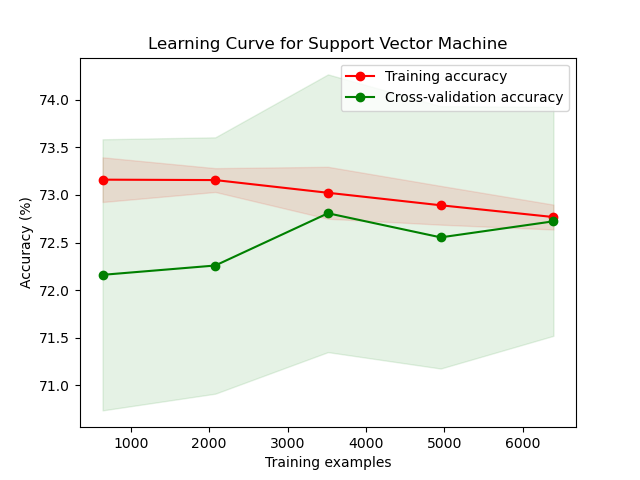 Learning Curve for Support Vector Machine
Training accuracy
Cross-validation accuracy
Accuracy (%)
74.0
73.5
73.0
72.5
72.0
71.5
71.0
1000 2000 3000 4000 5000 6000
Training examples